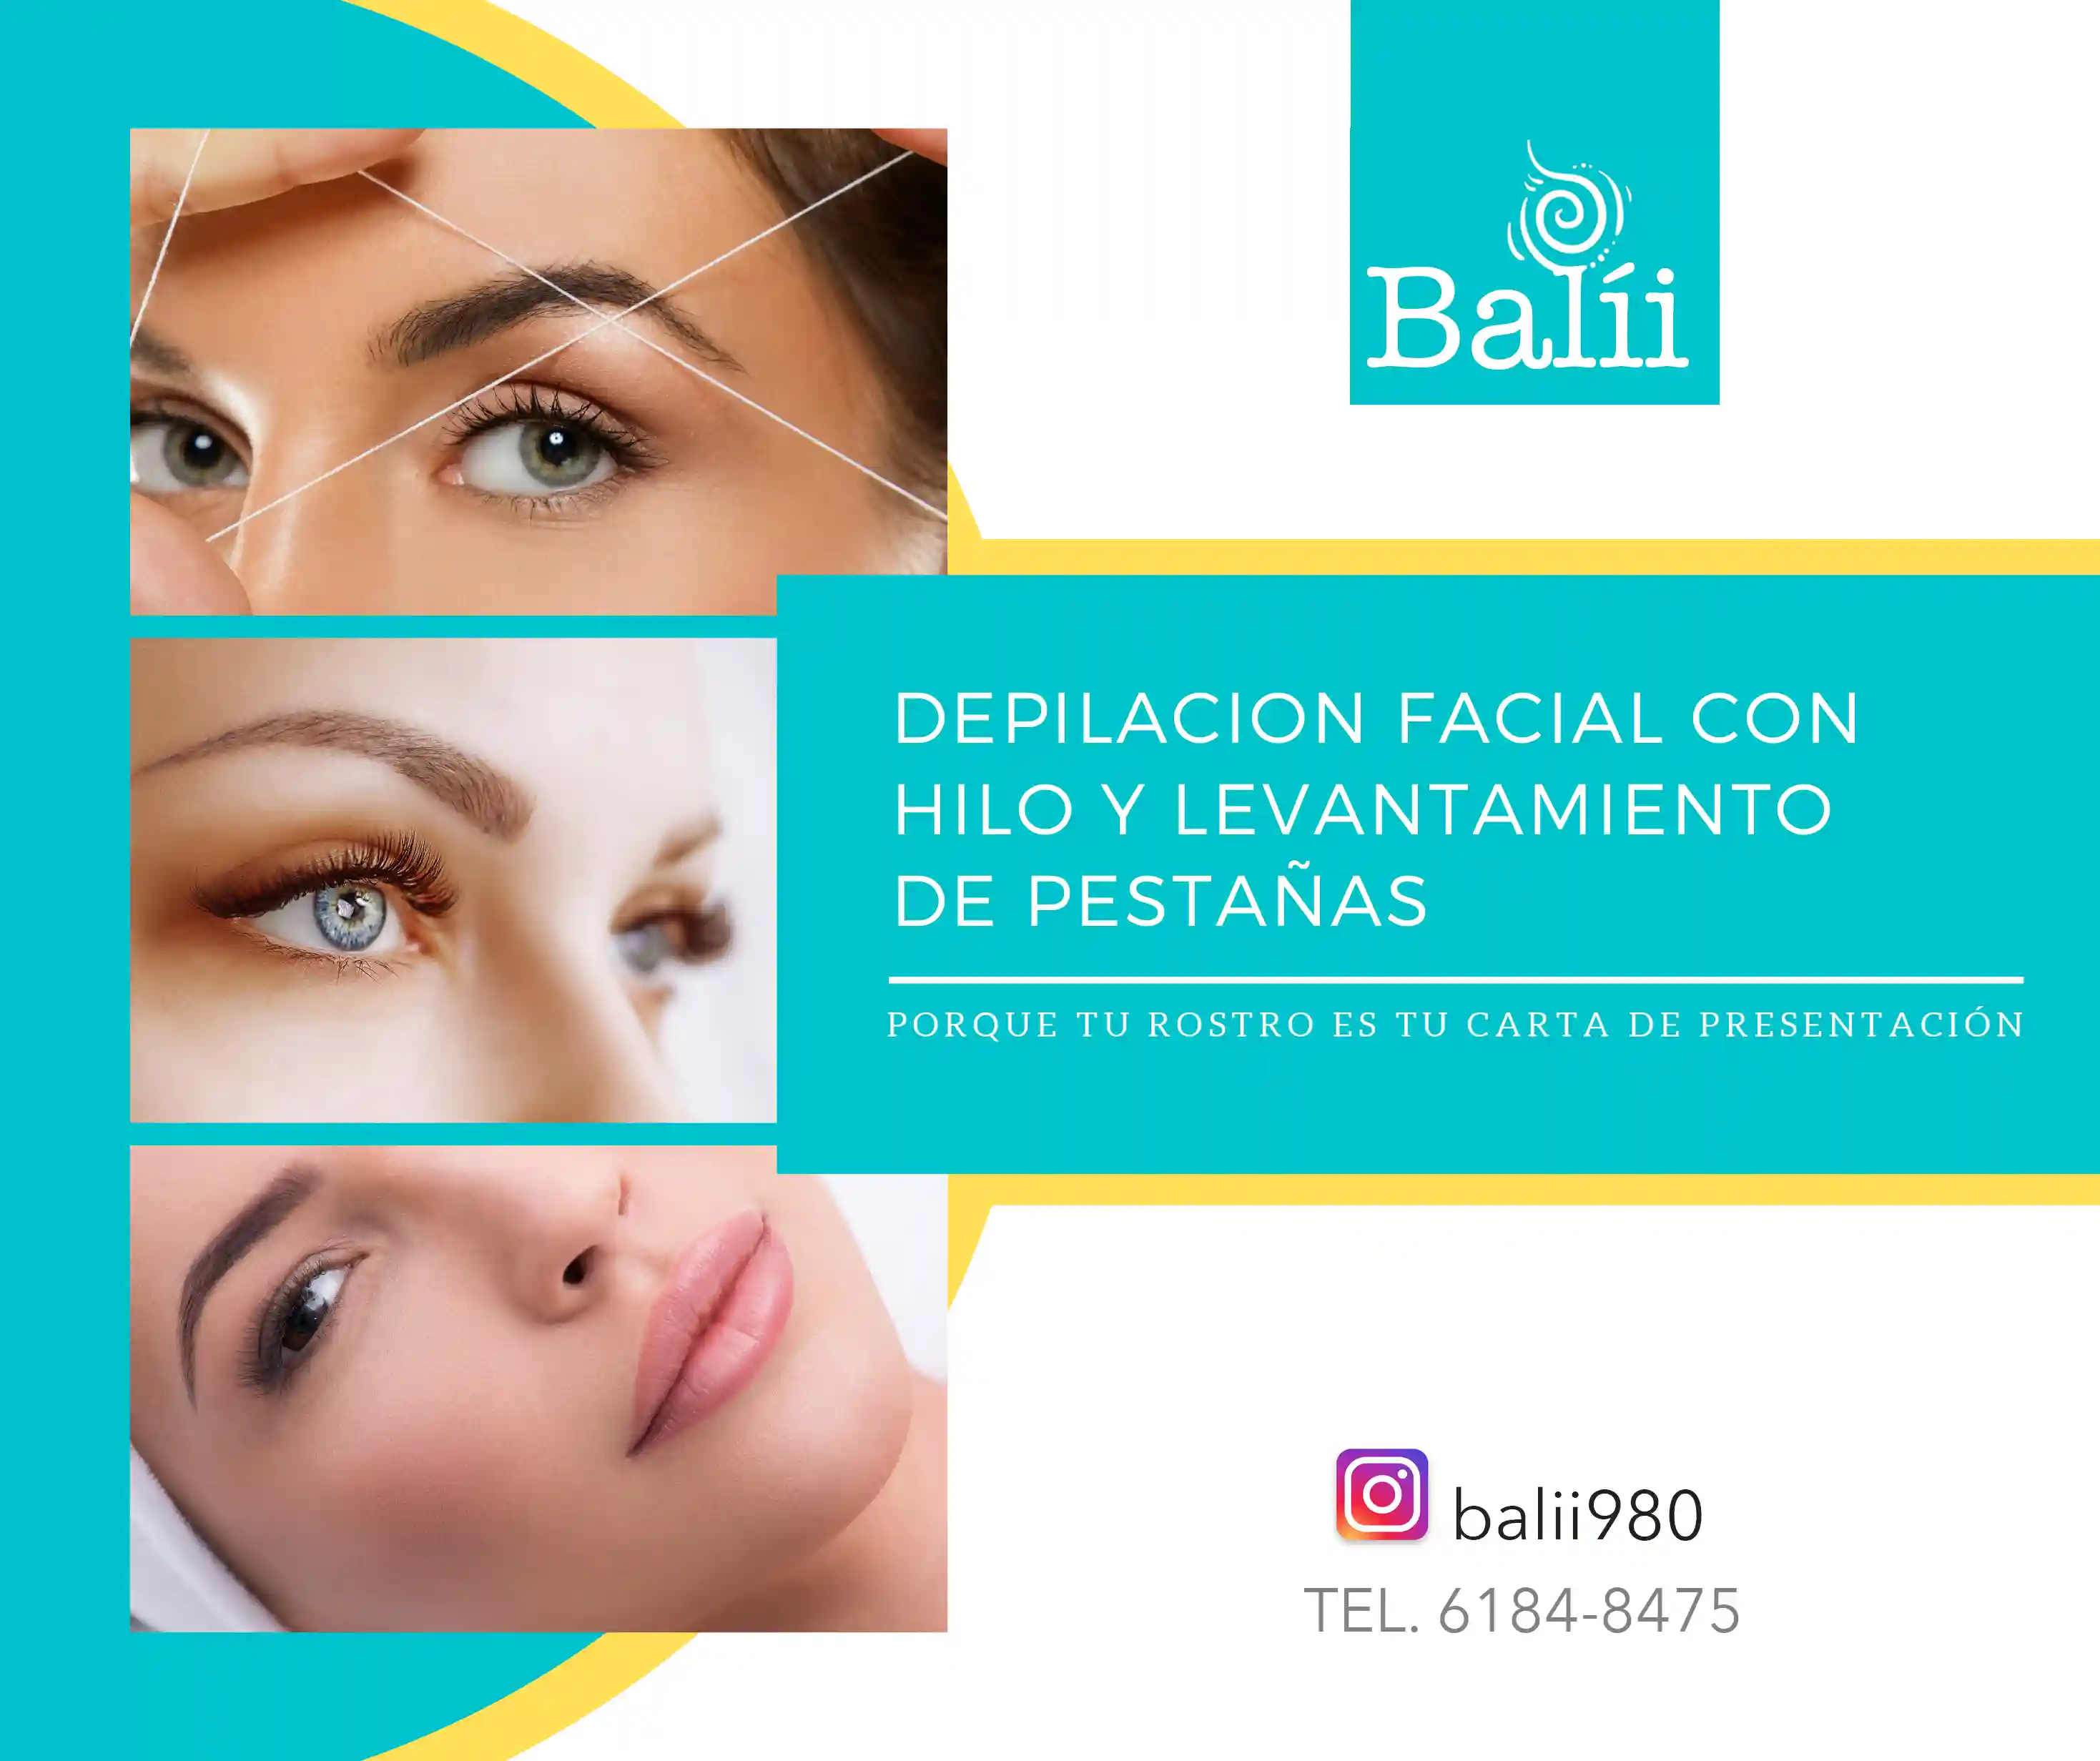 Balíi
DEPILACION FACIAL CON
HILO Y LEVANTAMIENTO
DE PESTAÑAS
PORQUE TU ROSTRO ES TU CARTA DE PRESENTACIÓN
balii980
TEL. 6184-8475